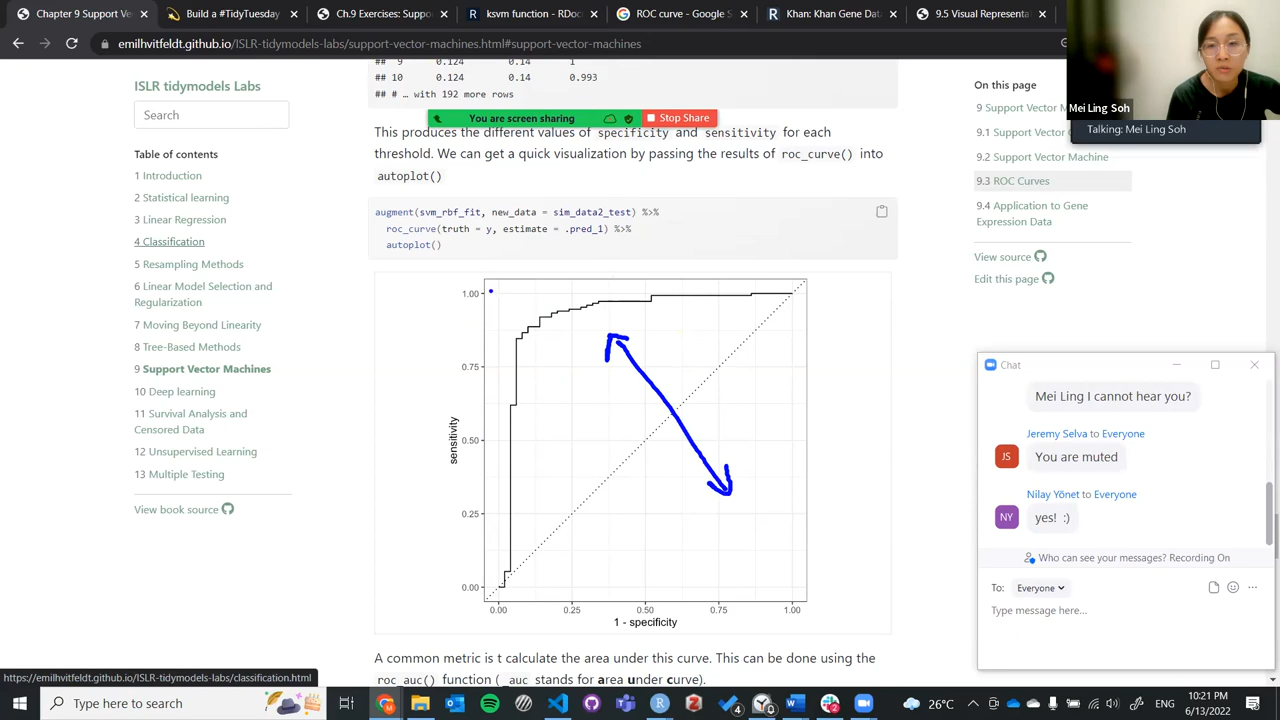 Chapter 9 Support Vec
Tuesday 7 Binding
Ch.9 Exercises: Suppo
ksvm function - RDoc
ROC curve - Google S
Khan: Khan Gene Data
9.5 Visual Represent
emilhvitfeldt.github.io/ISLR-tidymodels-labs/support-vector-machines.html#support-vector-machines
ISLR tidymodels Labs
Search
Table of contents
1 Introduction
2 Statistical learning
3 Linear Regression
4 Classification
5 Resampling Methods
6 Linear Model Selection and
Regularization
7 Moving Beyond Linearity
8 Tree-Based Methods
9 Support Vector Machines
10 Deep learning
11 Survival Analysis and
Censored Data
12 Unsupervised Learning
13 Multiple Testing
View book source
## 9 0.124 0.14 1
## 10 0.124 0.14 0.993
## # … with 192 more rows
You are screen sharing
Stop Share
This produces the different values of specificity and sensitivity for each
threshold. We can get a quick visualization by passing the results of roc_curve() into
autoplot()
augment(svm_rbf_fit, new_data = sim_data2_test) %>%
roc_curve(truth = y, estimate = .pred_1) %>%
autoplot()
1.00
0.75
0.50
0.25
0.00
sensitivity
0.00 0.25 0.50 0.75 1.00
1 - specificity
A common metric is t calculate the area under this curve. This can be done using the
roc_auc() function (_auc stands for area under curve).
On this page
9 Support Vector M
9.1 Support Vector
9.2 Support Vector Machine
9.3 ROC Curves
9.4 Application to Gene
Expression Data
View source
Edit this page
Mei Ling Soh
Talking: Mei Ling Soh
Chat
Mei Ling I cannot hear you?
Jeremy Selva to Everyone
JS
You are muted
Nilay Yönet to Everyone
NY
yes! :)
Who can see your messages? Recording On
To: Everyone
Type message here...
https://emilhvitfeldt.github.io/ISLR-tidymodels-labs/classification.html
Type here to search
4
2
26°C
ENG
10:21 PM
6/13/2022